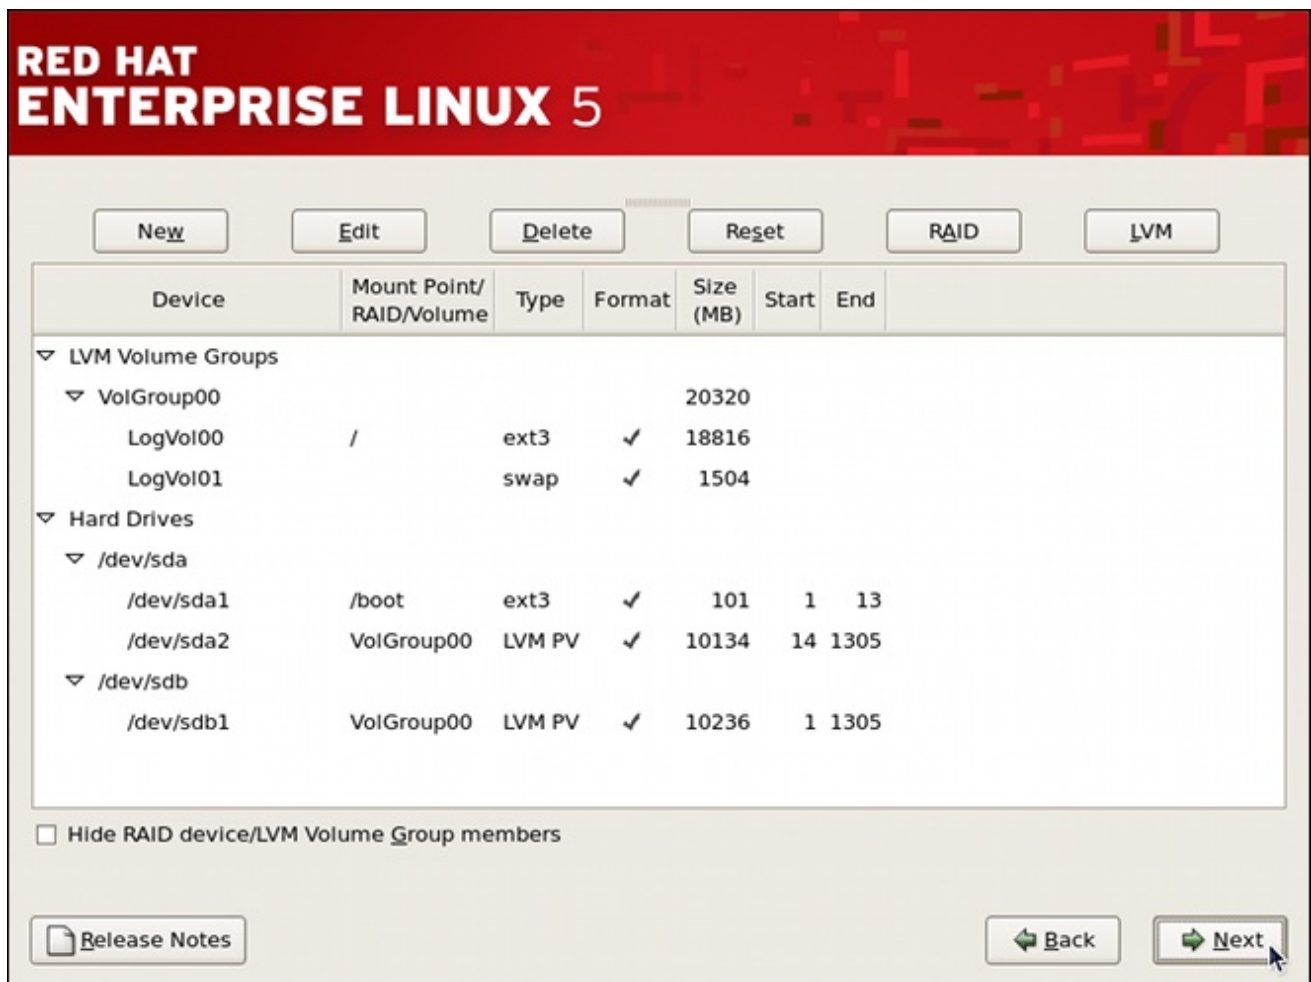 RED HAT
ENTERPRISE LINUX 5
New Edit Delete Reset RAID LVM
Device Mount Point/ RAID/Volume Type Format Size (MB) Start End
LVM Volume Groups
VolGroup00 20320
LogVol00 / ext3 ✓ 18816
LogVol01 swap ✓ 1504
Hard Drives
/dev/sda
/dev/sda1 /boot ext3 ✓ 101 1 13
/dev/sda2 VolGroup00 LVM PV ✓ 10134 14 1305
/dev/sdb
/dev/sdb1 VolGroup00 LVM PV ✓ 10236 1 1305
Hide RAID device/LVM Volume Group members
Release Notes Back Next